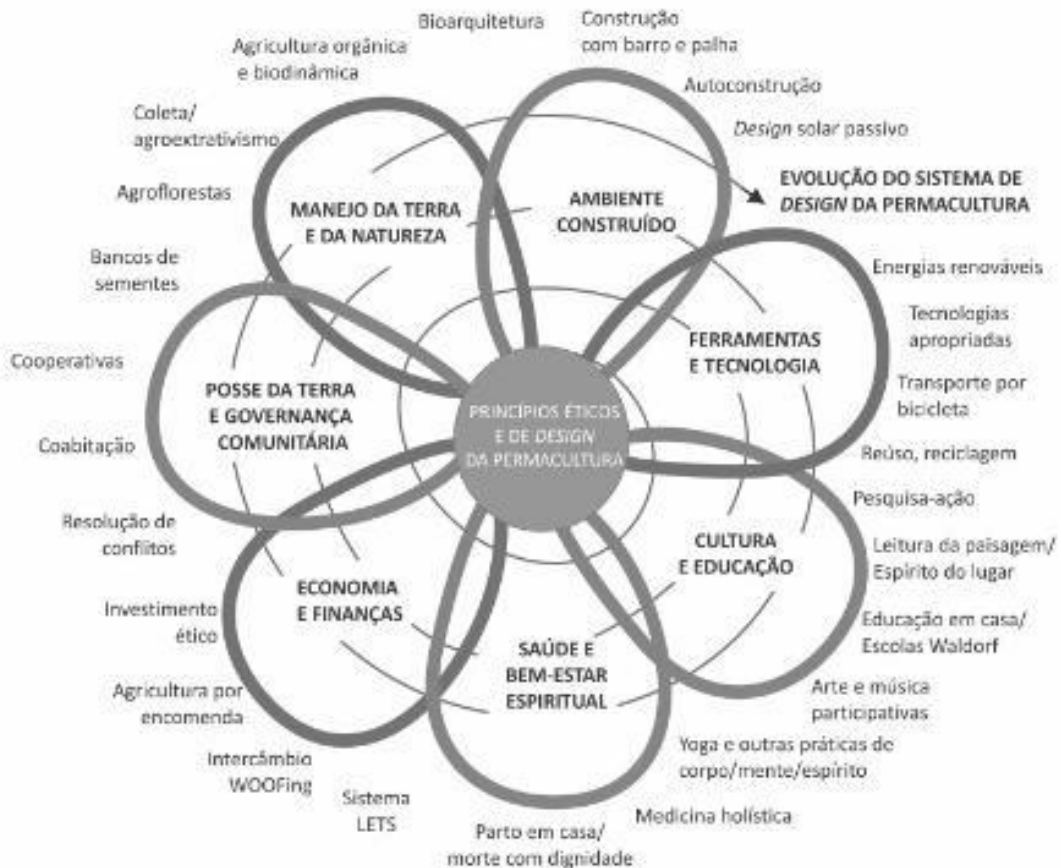 Bioarquitetura
Construção
com barro e palha
Agricultura orgânica
e biodinâmica
Autoconstrução
Coleta/
agroextrativismo
Design solar passivo
Agroflorestas
EVOLUÇÃO DO SISTEMA DE
DESIGN DA PERMACULTURA
MANEJO DA TERRA
E DA NATUREZA
AMBIENTE
CONSTRUÍDO
Bancos de
sementes
Energias renováveis
Tecnologias
apropriadas
FERRAMENTAS
E TECNOLOGIA
Cooperativas
POSSE DA TERRA
E GOVERNANÇA
COMUNITÁRIA
Transporte por
bicicleta
PRINCÍPIOS ÉTICOS
E DE DESIGN
DA PERMACULTURA
Coabitação
Reúso, reciclagem
Pesquisa-ação
Resolução de
conflitos
CULTURA
E EDUCAÇÃO
Leitura da paisagem/
Espírito do lugar
ECONOMIA
E FINANÇAS
Investimento
ético
Educação em casa/
Escolas Waldorf
SAÚDE E
BEM-ESTAR
ESPIRITUAL
Agricultura por
encomenda
Arte e música
participativas
Intercâmbio
WOOFing
Yoga e outras práticas de
corpo/mente/espírito
Sistema
LETS
Medicina holística
Parto em casa/
morte com dignidade